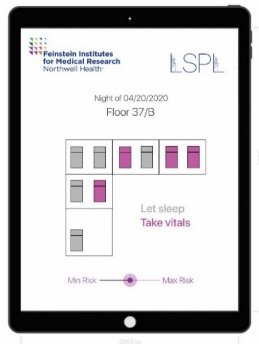 Feinstein Institutes
for Medical Research
Northwell Health®
LSPL
Night of 04/20/2020
Floor 37/B
Let sleep
Take vitals
Min Risk
Max Risk